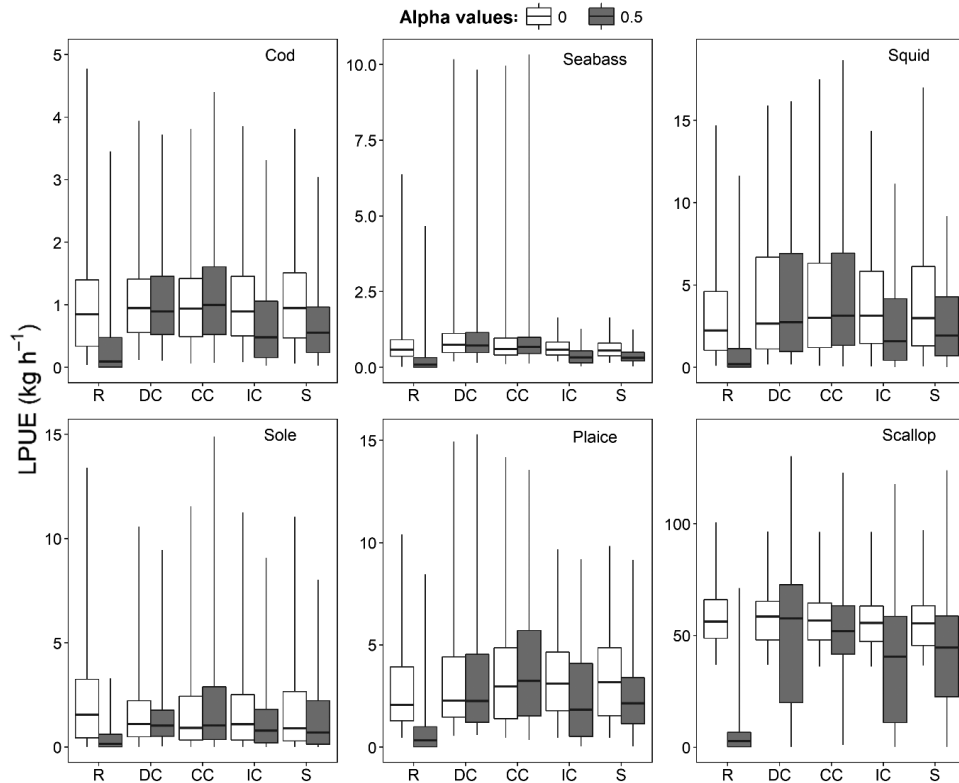 Alpha values: 0 0.5
Cod
Seabass
Squid
5
4
3
2
1
0
10.0
7.5
5.0
2.5
0.0
15
10
5
0
R DC CC IC S
R DC CC IC S
R DC CC IC S
LPUE (kg h⁻¹)
Sole
Plaice
Scallop
15
10
5
0
15
10
5
0
100
50
0
R DC CC IC S
R DC CC IC S
R DC CC IC S